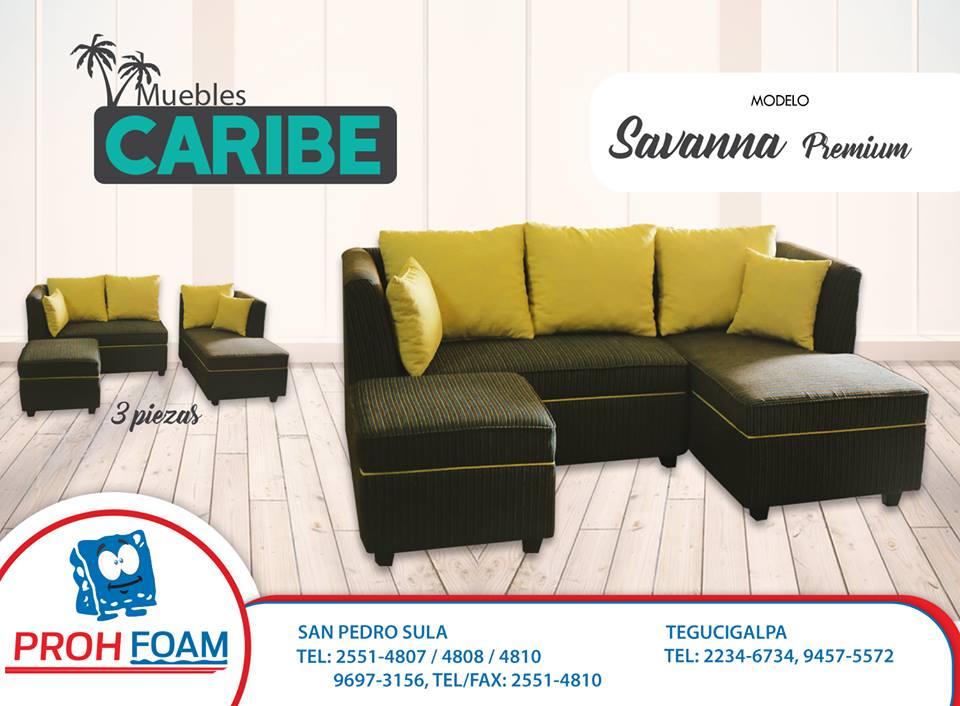 Muebles
CARIBE
MODELO
Savanna Premium
3 piezas
PROH FOAM
SAN PEDRO SULA
TEL: 2551-4807 / 4808 / 4810
9697-3156, TEL/FAX: 2551-4810
TEGUCIGALPA
TEL: 2234-6734, 9457-5572